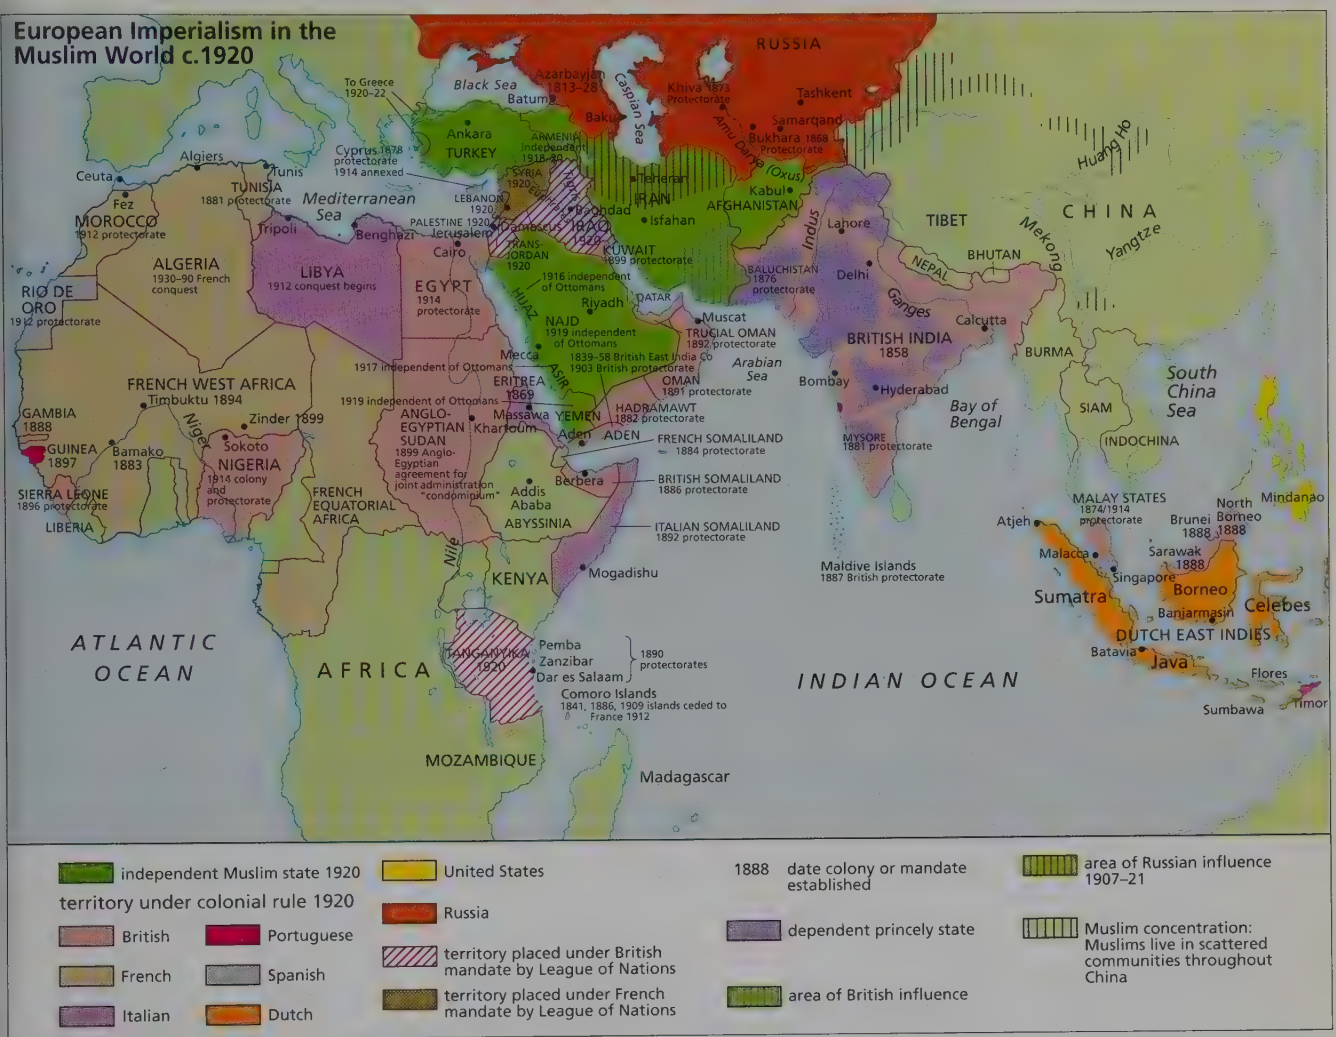 European Imperialism in the
Muslim World c.1920
RUSSIA
To Greece
1920–22
Black Sea
Azarbayjan
1813–28
Batum
Baku
Caspian Sea
Khiva 1873
Protectorate
Tashkent
Samarqand
Bukhara 1868
Protectorate
Amu Darya (Oxus)
Huang Ho
Ankara
TURKEY
ARMENIA
independent
1918–20
Cyprus 1878
protectorate
1914 annexed
SYRIA
1920
Tigris
Euphrates
Teheran
IRAN
Kabul
AFGHANISTAN
Ceuta
Algiers
Tunis
Fez
MOROCCO
1912 protectorate
TUNISIA
1881 protectorate
Mediterranean
Sea
LEBANON
1920
PALESTINE 1920
Damascus
Jerusalem
Baghdad
IRAQ
1920
Isfahan
Indus
Lahore
TIBET
Mekong
CHINA
Yangtze
Tripoli
Benghazi
Cairo
TRANS-
JORDAN
1920
KUWAIT
1899 protectorate
BALUCHISTAN
1876
protectorate
Delhi
NEPAL
BHUTAN
ALGERIA
1930–90 French
conquest
LIBYA
1912 conquest begins
EGYPT
1914
protectorate
1916 independent
of Ottomans
HIJAZ
Riyadh
QATAR
NAJD
1919 independent
of Ottomans
Muscat
TRUCIAL OMAN
1892 protectorate
Ganges
Calcutta
RIO DE
ORO
1912 protectorate
Mecca
1839–58 British East India Co
1903 British protectorate
1917 independent of Ottomans
Arabian
Sea
BRITISH INDIA
1858
BURMA
FRENCH WEST AFRICA
Timbuktu 1894
ERITREA
1869
ASIR
OMAN
1891 protectorate
Bombay
Hyderabad
South
China
Sea
GAMBIA
1888
Niger
Zinder 1899
1919 independent of Ottomans
Massawa
Khartoum
YEMEN
HADRAMAWT
1882 protectorate
Bay of
Bengal
SIAM
ANGLO-
EGYPTIAN
SUDAN
1899 Anglo-
Egyptian
agreement for
joint administration
"condominium"
GUINEA
1897
Bamako
1883
Sokoto
NIGERIA
1914 colony
and
protectorate
Aden
ADEN
FRENCH SOMALILAND
1884 protectorate
MYSORE
1881 protectorate
INDOCHINA
SIERRA LEONE
1896 protectorate
LIBERIA
FRENCH
EQUATORIAL
AFRICA
Addis
Ababa
ABYSSINIA
Berbera
BRITISH SOMALILAND
1886 protectorate
ITALIAN SOMALILAND
1892 protectorate
MALAY STATES
1874/1914
protectorate
North
Borneo
1888
Brunei
1888
Mindanao
Atjeh
Nile
KENYA
Mogadishu
Maldive Islands
1887 British protectorate
Malacca
Singapore
Sarawak
1888
Borneo
Sumatra
Banjarmasin
Celebes
ATLANTIC
OCEAN
AFRICA
TANGANYIKA
1920
Pemba
Zanzibar
Dar es Salaam
1890
protectorates
INDIAN OCEAN
DUTCH EAST INDIES
Batavia
Java
Flores
Sumbawa
Timor
Comoro Islands
1841, 1886, 1909 islands ceded to
France 1912
MOZAMBIQUE
Madagascar
independent Muslim state 1920
territory under colonial rule 1920
British
Portuguese
French
Spanish
Italian
Dutch
United States
Russia
territory placed under British
mandate by League of Nations
territory placed under French
mandate by League of Nations
1888 date colony or mandate
established
dependent princely state
area of British influence
area of Russian influence
1907–21
Muslim concentration:
Muslims live in scattered
communities throughout
China